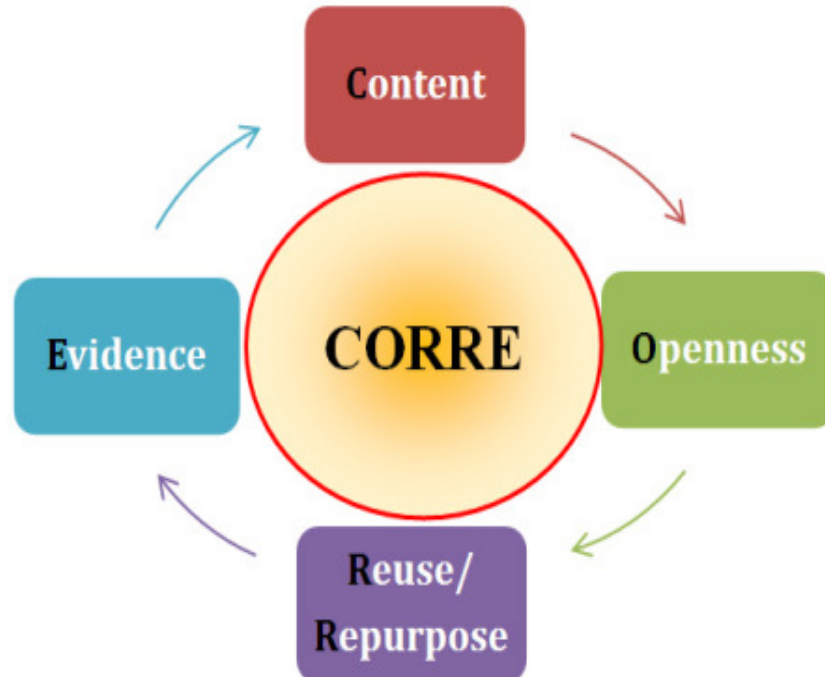 Content
Evidence
CORRE
Openness
Reuse/
Repurpose